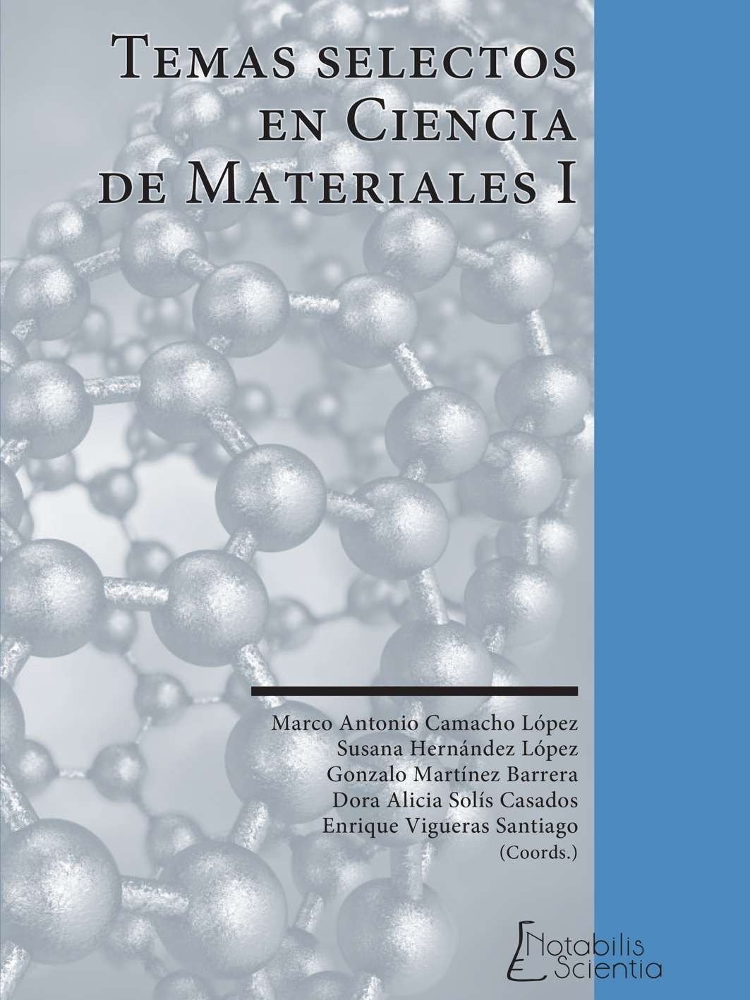 TEMAS SELECTOS
EN CIENCIA
DE MATERIALES I
Marco Antonio Camacho López
Susana Hernández López
Gonzalo Martínez Barrera
Dora Alicia Solís Casados
Enrique Vigueras Santiago
(Coords.)
Notabilis
Scientia